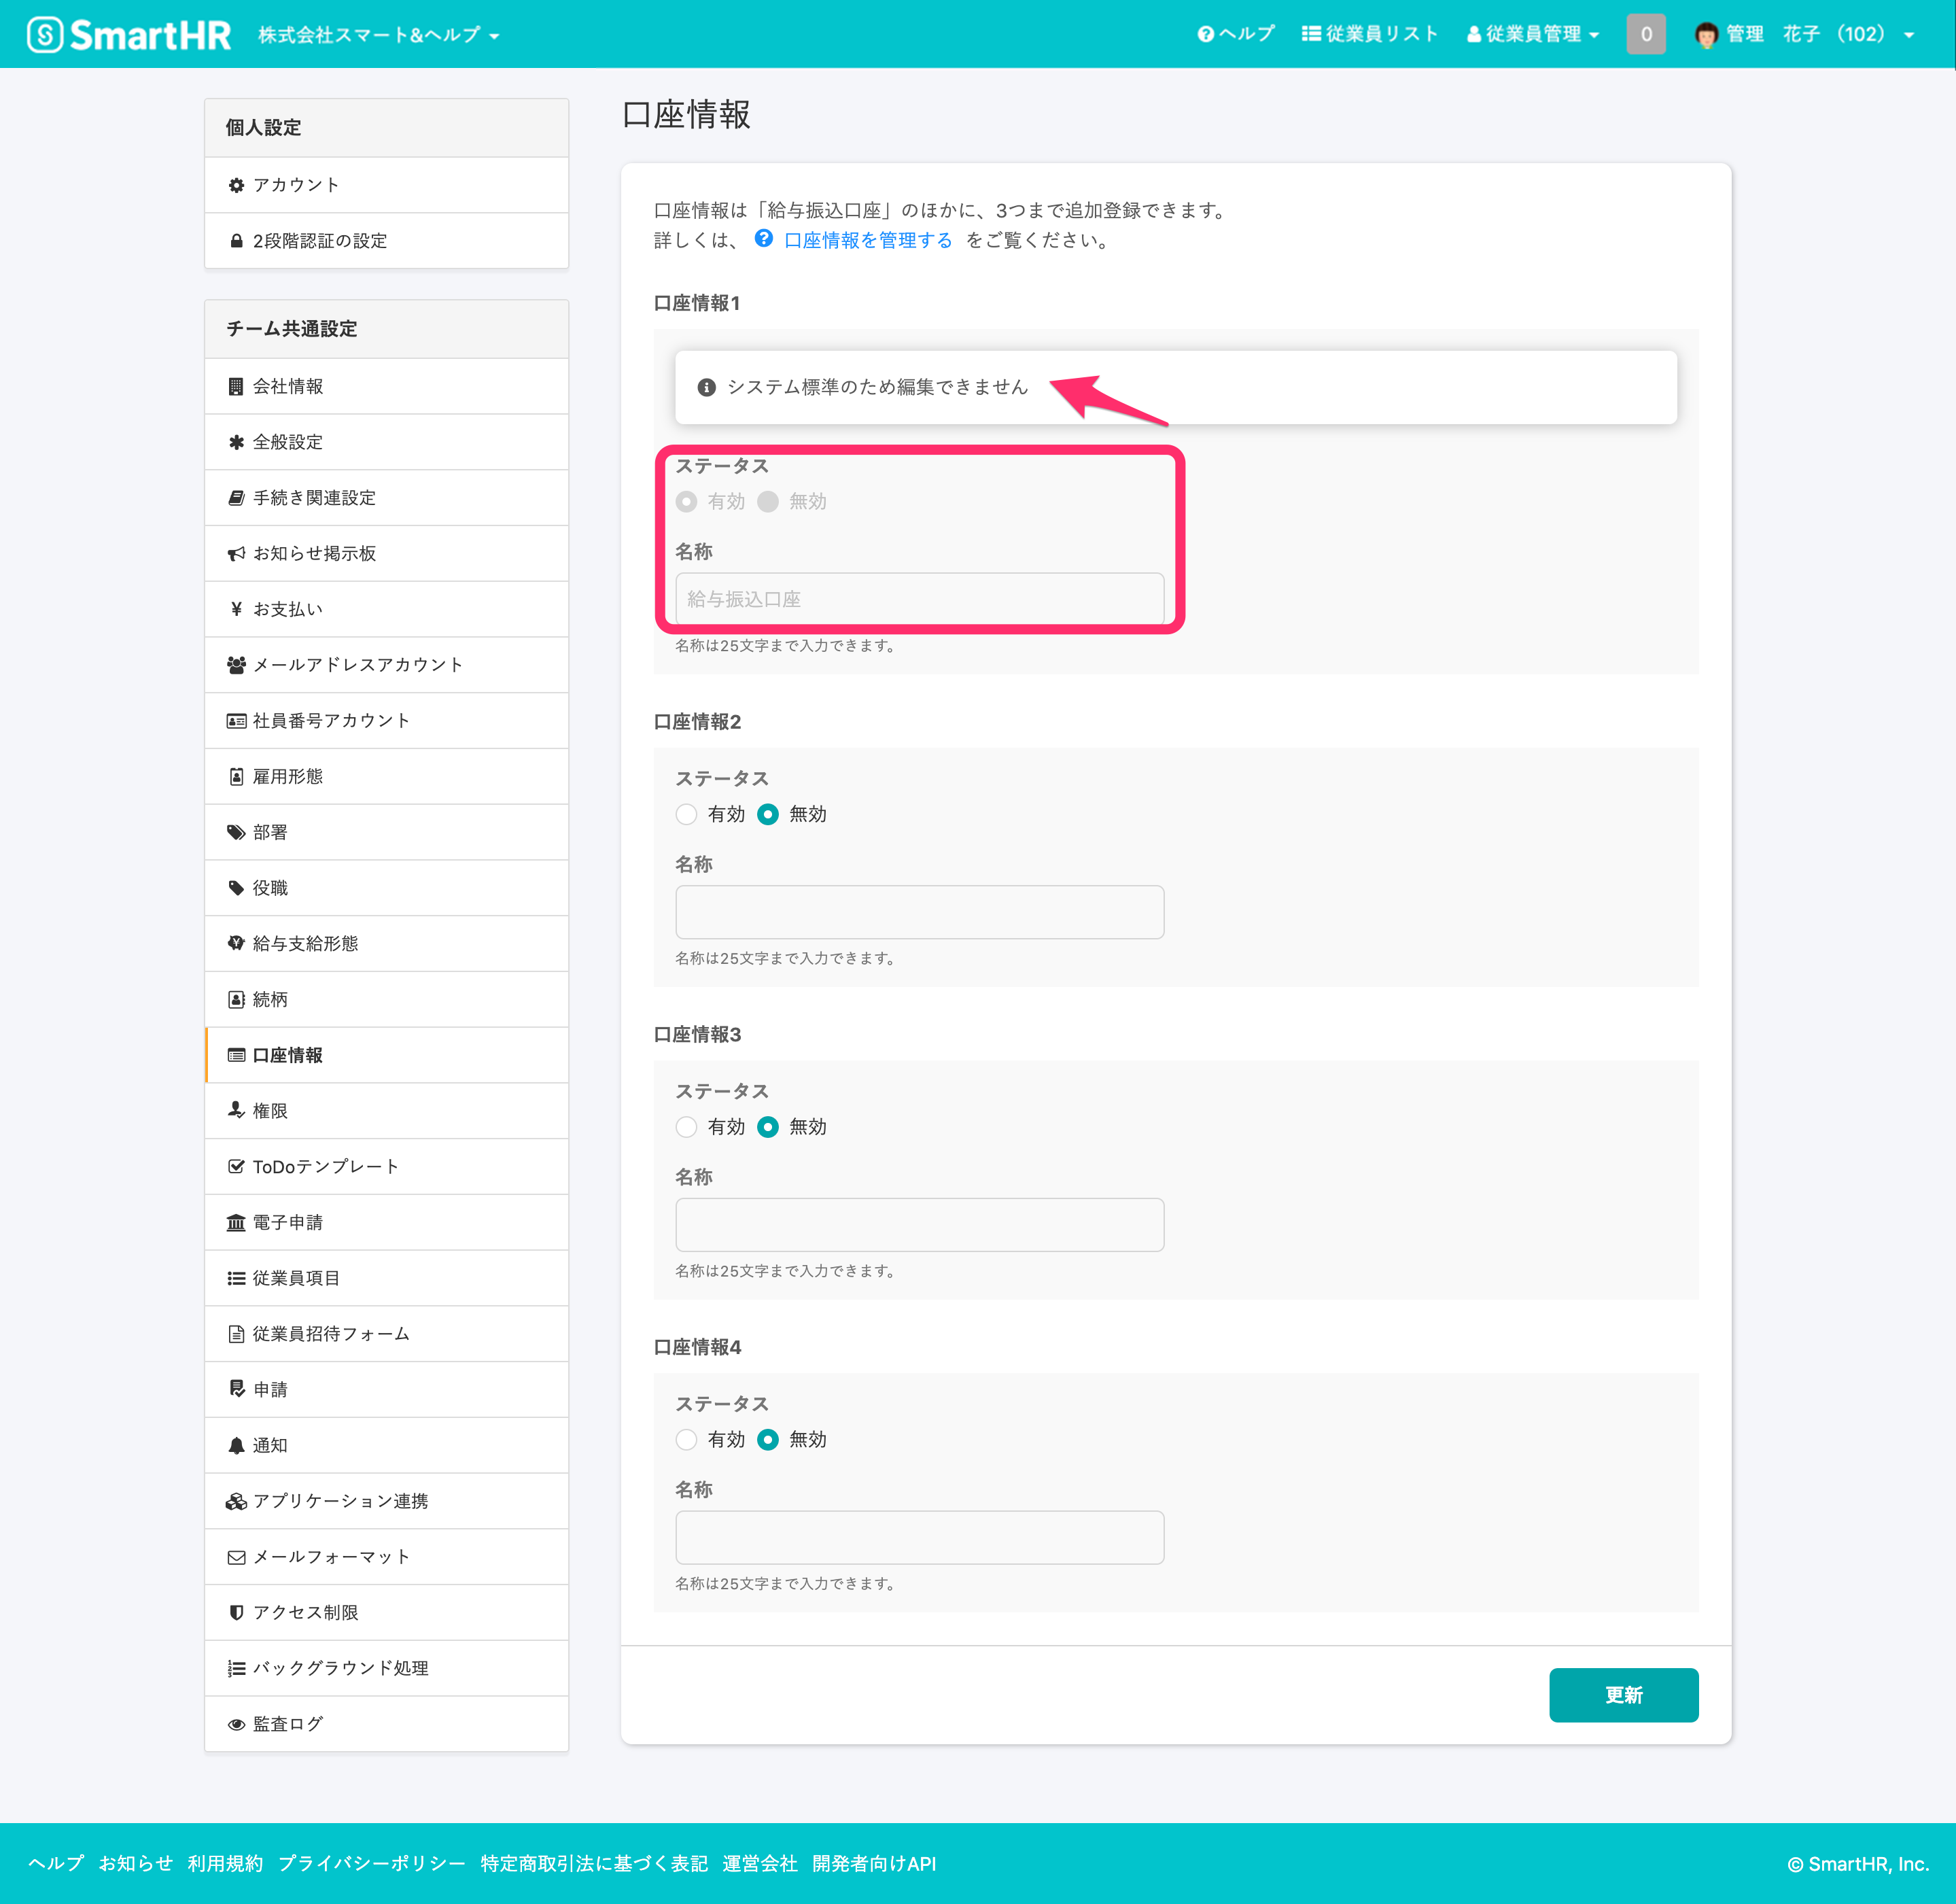 SmartHR 株式会社スマート&ヘルプ
ヘルプ 従業員リスト 従業員管理 0 管理 花子 (102)
個人設定
アカウント
2段階認証の設定
チーム共通設定
会社情報
全般設定
手続き関連設定
お知らせ掲示板
お支払い
メールアドレスアカウント
社員番号アカウント
雇用形態
部署
役職
給与支給形態
続柄
口座情報
権限
ToDoテンプレート
電子申請
従業員項目
従業員招待フォーム
申請
通知
アプリケーション連携
メールフォーマット
アクセス制限
バックグラウンド処理
監査ログ
口座情報
口座情報は「給与振込口座」のほかに、3つまで追加登録できます。
詳しくは、 口座情報を管理する をご覧ください。
口座情報1
システム標準のため編集できません
ステータス
有効 無効
名称
給与振込口座
名称は25文字まで入力できます。
口座情報2
ステータス
有効 無効
名称
名称は25文字まで入力できます。
口座情報3
ステータス
有効 無効
名称
名称は25文字まで入力できます。
口座情報4
ステータス
有効 無効
名称
名称は25文字まで入力できます。
更新
ヘルプ お知らせ 利用規約 プライバシーポリシー 特定商取引法に基づく表記 運営会社 開発者向けAPI
© SmartHR, Inc.